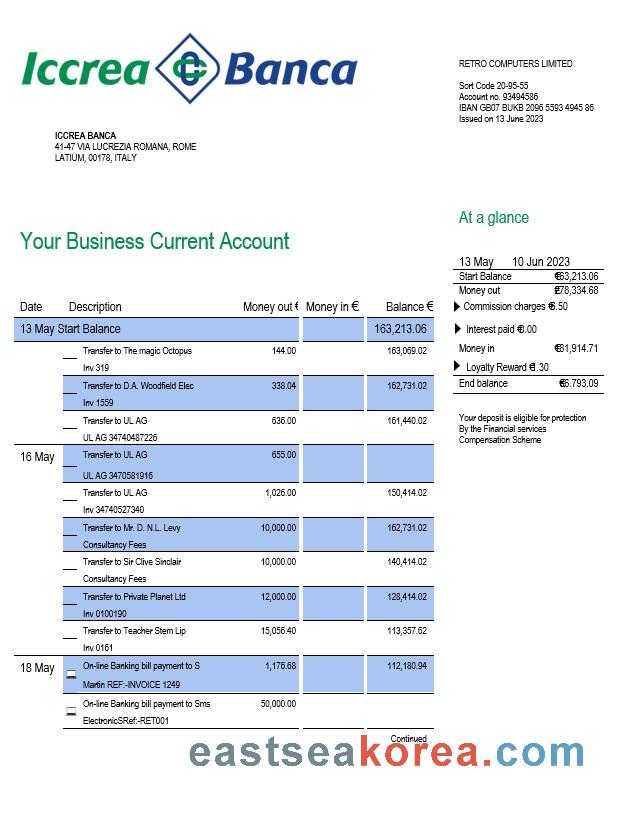 Iccrea Banca
RETRO COMPUTERS LIMITED
Sort Code 20-95-55
Account no. 93494586
IBAN GB07 BUKB 2096 5593 4945 86
Issued on 13 June 2023
ICCREA BANCA
41-47 VIA LUCREZIA ROMANA, ROME
LATIUM, 00178, ITALY
At a glance
Your Business Current Account
13 May 10 Jun 2023
Start Balance €63,213.06
Money out €78,334.68
Commission charges €6.50
Interest paid €0.00
Money in €31,914.71
Loyalty Reward €1.30
End balance €6.793.09
Your deposit is eligible for protection
By the Financial services
Compensation Scheme
Date Description Money out € Money in € Balance €
13 May Start Balance 163,213.06
Transfer to The magic Octopus 144.00 163,069.02
Inv 319
Transfer to D.A. Woodfield Elec 338.04 162,731.02
Inv 1559
Transfer to UL AG 636.00 161,440.02
UL AG 34740487226
16 May Transfer to UL AG 655.00
UL AG 3470581916
Transfer to UL AG 1,026.00 150,414.02
Inv 34740527340
Transfer to Mr. D. N.L. Levy 10,000.00 162,731.02
Consultancy Fees
Transfer to Sir Clive Sinclair 10,000.00 140,414.02
Consultancy Fees
Transfer to Private Planet Ltd 12,000.00 128,414.02
Inv 0100190
Transfer to Teacher Stem Lip 15,056.40 113,357.62
Inv 0161
18 May On-line Banking bill payment to S 1,176.68 112,180.94
Martin REF:-INVOICE 1249
On-line Banking bill payment to Sms 50,000.00
ElectronicSRef:-RET001
Continued
eastseakorea.com